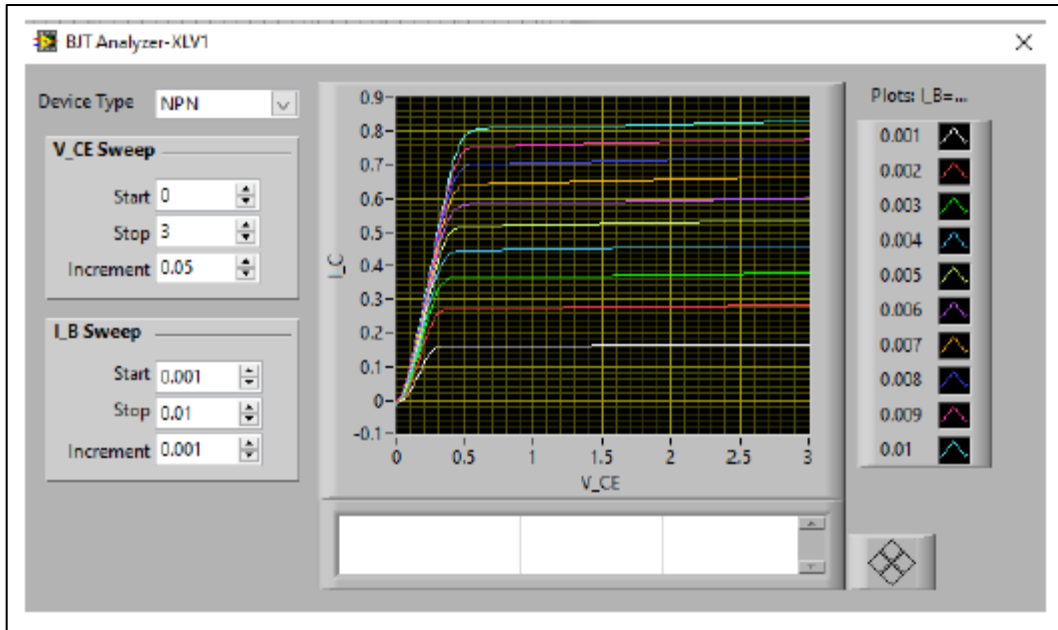 BJT Analyzer-XLV1
Device Type NPN
V_CE Sweep
Start 0
Stop 3
Increment 0.05
I_B Sweep
Start 0.001
Stop 0.01
Increment 0.001
I_C
0.9
0.8
0.7
0.6
0.5
0.4
0.3
0.2
0.1
0
-0.1
0 0.5 1 1.5 2 2.5 3
V_CE
Plots: I_B=...
0.001
0.002
0.003
0.004
0.005
0.006
0.007
0.008
0.009
0.01